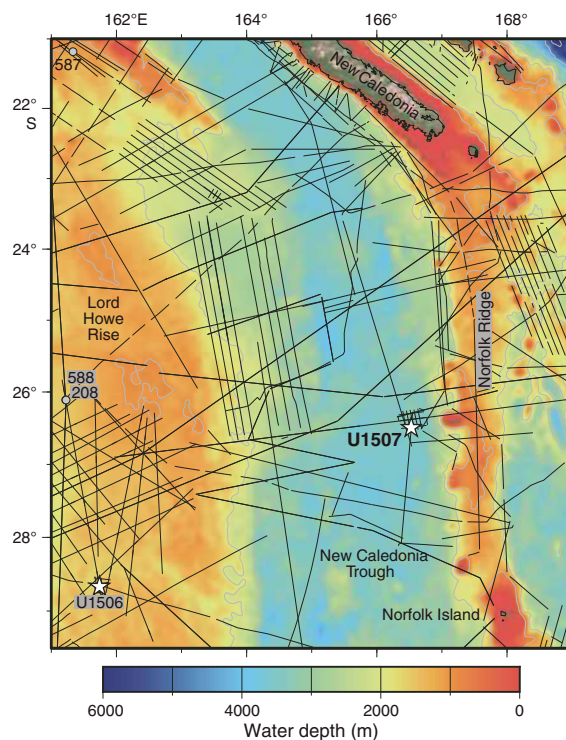 162°E 164° 166° 168°
587
New Caledonia
22°
S
24°
Lord
Howe
Rise
Norfolk Ridge
26°
588
208
U1507
28°
New Caledonia
Trough
U1506
Norfolk Island
6000 4000 2000 0
Water depth (m)